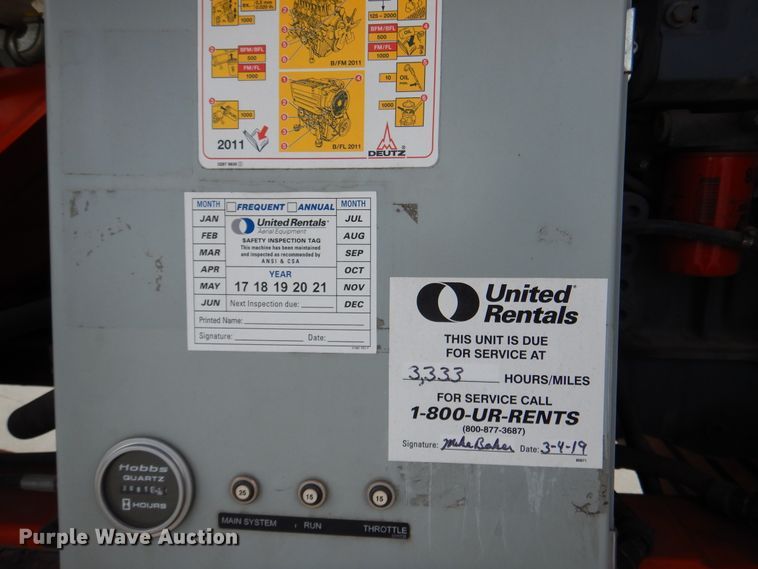 1000
BFM/BFL
500
FM/FL
1000
1000
B/FM 2011
125 - 2000
BFM/BFL
500
FM/FL
1000
10
OIL
1000
2011
B/FL 2011
DEUTZ
MONTH
FREQUENT ANNUAL
MONTH
JAN
United Rentals
JUL
Aerial Equipment
FEB
SAFETY INSPECTION TAG
AUG
This machine has been maintained
MAR
and inspected as recommended by
SEP
ANSI & CSA
APR
YEAR
OCT
MAY
17 18 19 20 21
NOV
JUN
Next Inspection due:
DEC
Printed Name:
Signature: Date:
United
Rentals
THIS UNIT IS DUE
FOR SERVICE AT
3,333 HOURS/MILES
FOR SERVICE CALL
1-800-UR-RENTS
(800-877-3687)
Signature: Mike Baker Date: 3-4-19
Hobbs
QUARTZ
HOURS
25
15
15
MAIN SYSTEM
RUN
THROTTLE
Purple Wave Auction